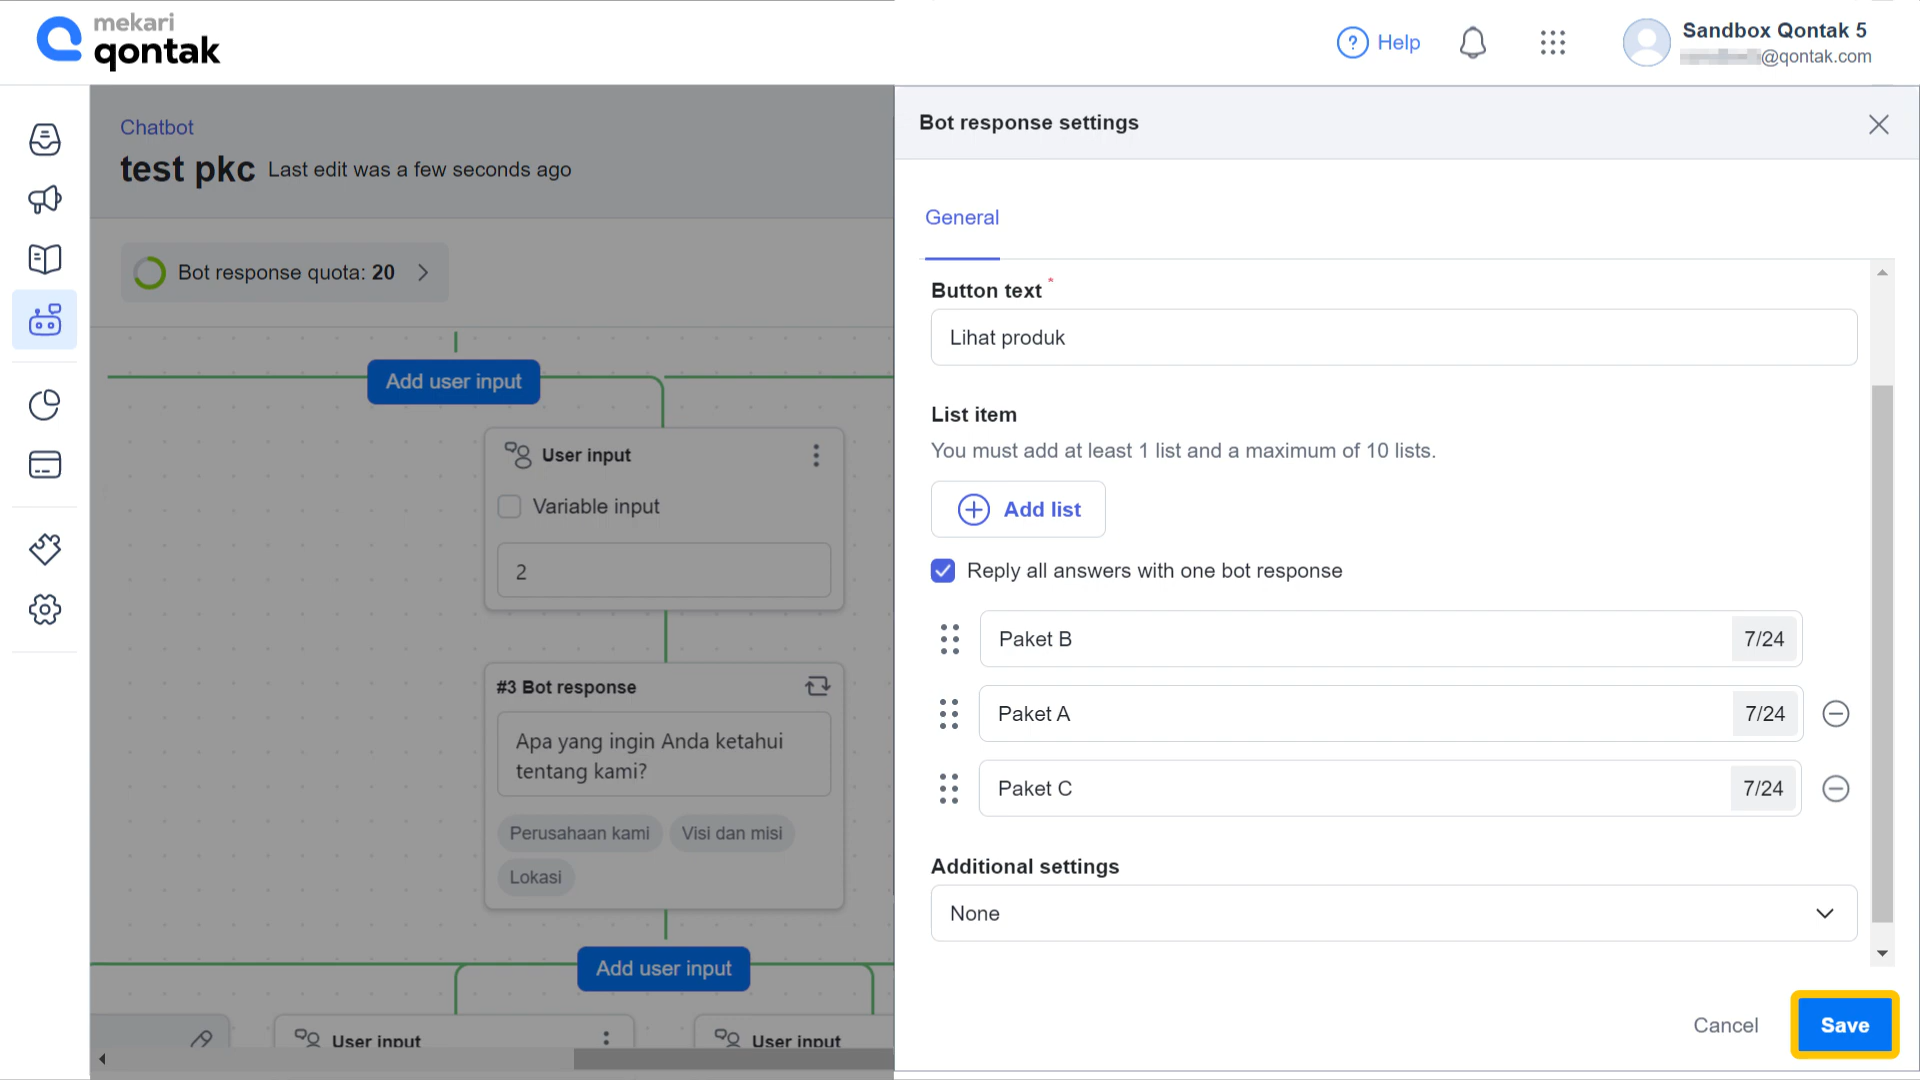 mekari
qontak
Help
Sandbox Qontak 5
@qontak.com
Chatbot
test pkc Last edit was a few seconds ago
Bot response quota: 20
Add user input
User input
Variable input
2
#3 Bot response
Apa yang ingin Anda ketahui
tentang kami?
Perusahaan kami
Visi dan misi
Lokasi
Add user input
User input
User input
Bot response settings
General
Button text *
Lihat produk
List item
You must add at least 1 list and a maximum of 10 lists.
Add list
Reply all answers with one bot response
Paket B 7/24
Paket A 7/24
Paket C 7/24
Additional settings
None
Cancel
Save